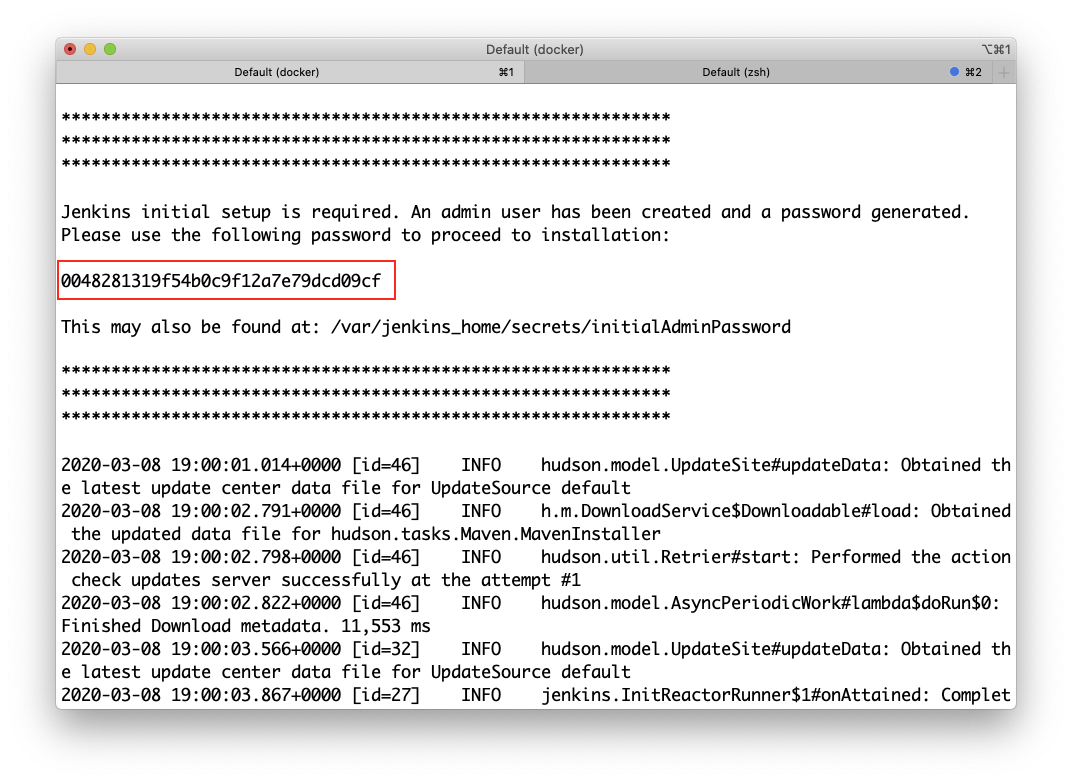 Default (docker)
⌥⌘1
Default (docker)
⌘1
Default (zsh)
⌘2
+
*************************************************************
*************************************************************
*************************************************************
Jenkins initial setup is required. An admin user has been created and a password generated.
Please use the following password to proceed to installation:
0048281319f54b0c9f12a7e79dcd09cf
This may also be found at: /var/jenkins_home/secrets/initialAdminPassword
*************************************************************
*************************************************************
*************************************************************
2020-03-08 19:00:01.014+0000 [id=46]    INFO    hudson.model.UpdateSite#updateData: Obtained th
e latest update center data file for UpdateSource default
2020-03-08 19:00:02.791+0000 [id=46]    INFO    h.m.DownloadService$Downloadable#load: Obtained
 the updated data file for hudson.tasks.Maven.MavenInstaller
2020-03-08 19:00:02.798+0000 [id=46]    INFO    hudson.util.Retrier#start: Performed the action
 check updates server successfully at the attempt #1
2020-03-08 19:00:02.822+0000 [id=46]    INFO    hudson.model.AsyncPeriodicWork#lambda$doRun$0:
Finished Download metadata. 11,553 ms
2020-03-08 19:00:03.566+0000 [id=32]    INFO    hudson.model.UpdateSite#updateData: Obtained th
e latest update center data file for UpdateSource default
2020-03-08 19:00:03.867+0000 [id=27]    INFO    jenkins.InitReactorRunner$1#onAttained: Complet